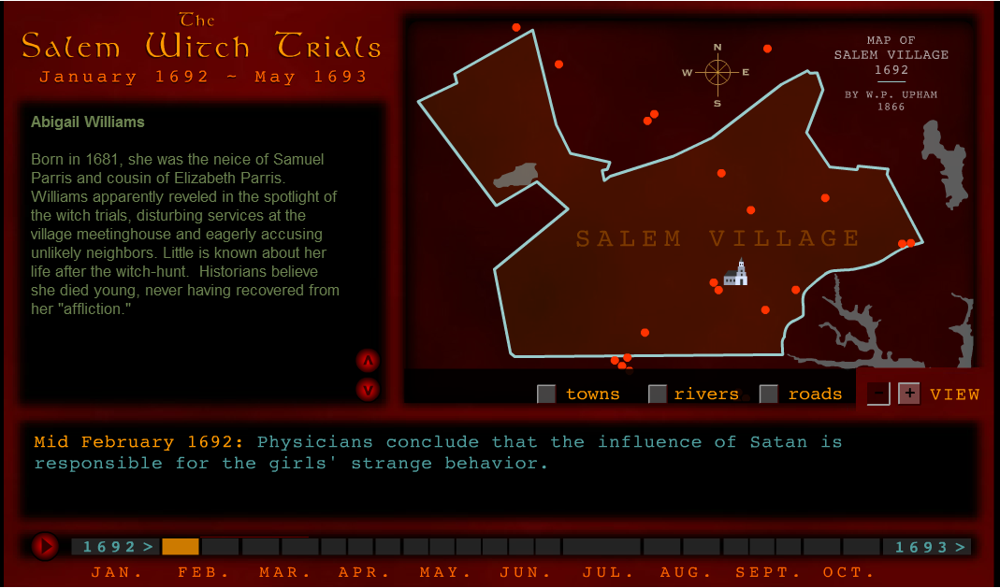 The
Salem Witch Trials
January 1692 ~ May 1693
Abigail Williams
Born in 1681, she was the neice of Samuel
Parris and cousin of Elizabeth Parris.
Williams apparently reveled in the spotlight of
the witch trials, disturbing services at the
village meetinghouse and eagerly accusing
unlikely neighbors. Little is known about her
life after the witch-hunt.  Historians believe
she died young, never having recovered from
her "affliction."
N
W E
S
MAP OF
SALEM VILLAGE
1692
BY W.P. UPHAM
1866
SALEM VILLAGE
towns rivers roads - + VIEW
Mid February 1692: Physicians conclude that the influence of Satan is
responsible for the girls' strange behavior.
1692 > 1693 >
JAN. FEB. MAR. APR. MAY. JUN. JUL. AUG. SEPT. OCT.